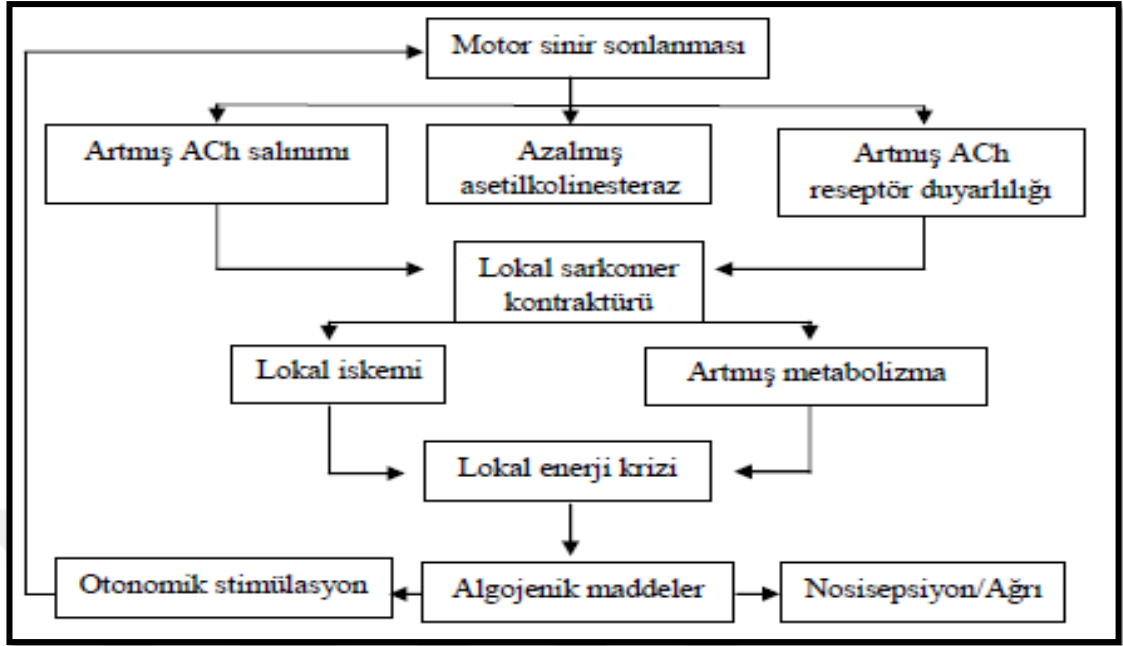 Motor sinir sonlanması
Artmış ACh salınımı
Azalmış
asetilkolinesteraz
Artmış ACh
reseptör duyarlılığı
Lokal sarkomer
kontraktürü
Lokal iskemi
Artmış metabolizma
Lokal enerji krizi
Otonomik stimülasyon
Algojenik maddeler
Nosisepsiyon/Ağrı